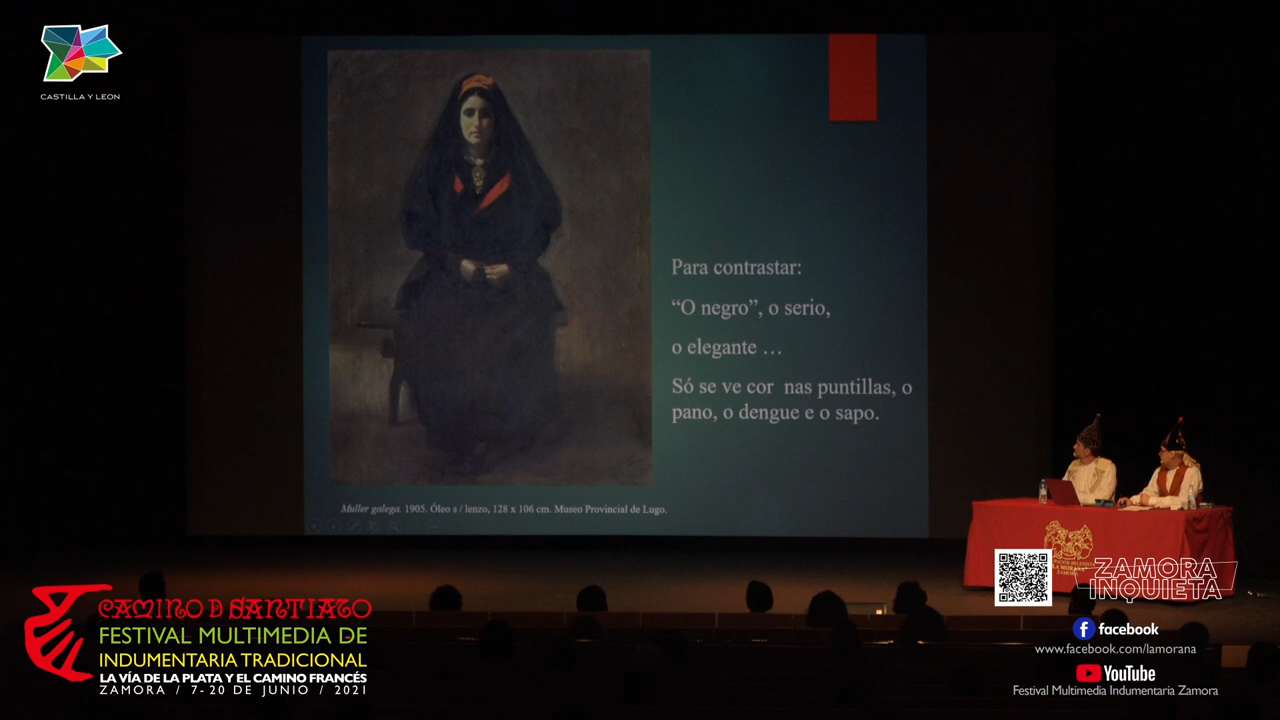 CASTILLA Y LEON
Para contrastar:
“O negro”, o serio,
o elegante …
Só se ve cor nas puntillas, o
pano, o dengue e o sapo.
Muller galega. 1905. Óleo s / lenzo, 128 x 106 cm. Museo Provincial de Lugo.
LA MORANA
ZAMORA
ZAMORA
INQUIETA
CAMINO D SANTIAGO
FESTIVAL MULTIMEDIA DE
INDUMENTARIA TRADICIONAL
LA VÍA DE LA PLATA Y EL CAMINO FRANCÉS
ZAMORA / 7-20 DE JUNIO / 2021
facebook
www.facebook.com/lamorana
YouTube
Festival Multimedia Indumentaria Zamora